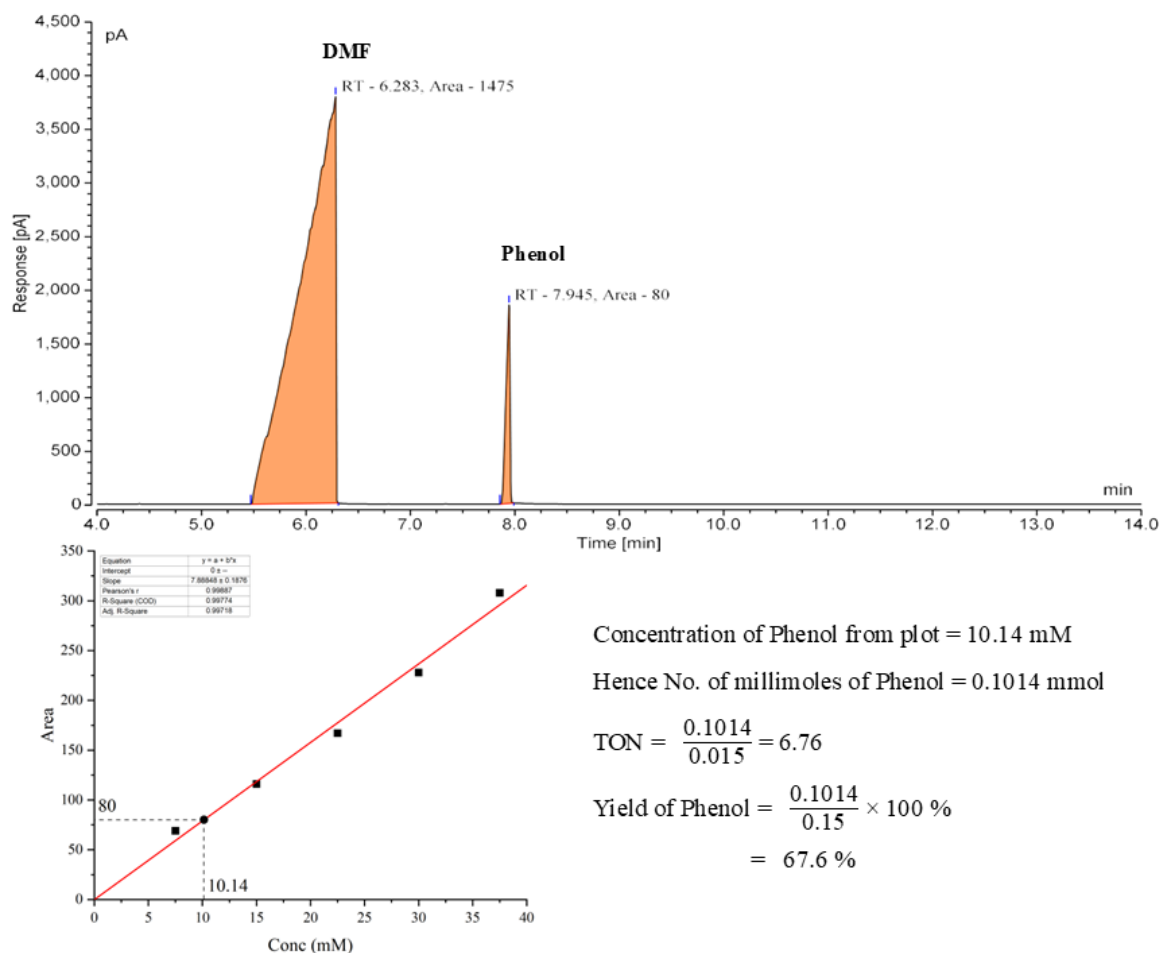 4,500
pA
DMF
4,000
RT - 6.283, Area - 1475
3,500
3,000
2,500
Phenol
2,000
RT - 7.945, Area - 80
1,500
1,000
500
0
Response [pA]
min
4.0 5.0 6.0 7.0 8.0 9.0 10.0 11.0 12.0 13.0 14.0
Time [min]
350
300
250
200
150
100
50
0
Area
Equation y = a + b*x
Intercept 0 ± --
Slope 7.88848 ± 0.1876
Pearson's r 0.99887
R-Square (COD) 0.99774
Adj. R-Square 0.99718
80
10.14
0 5 10 15 20 25 30 35 40
Conc (mM)
Concentration of Phenol from plot = 10.14 mM
Hence No. of millimoles of Phenol = 0.1014 mmol
TON = 0.1014 / 0.015 = 6.76
Yield of Phenol = 0.1014 / 0.15 × 100 %
= 67.6 %